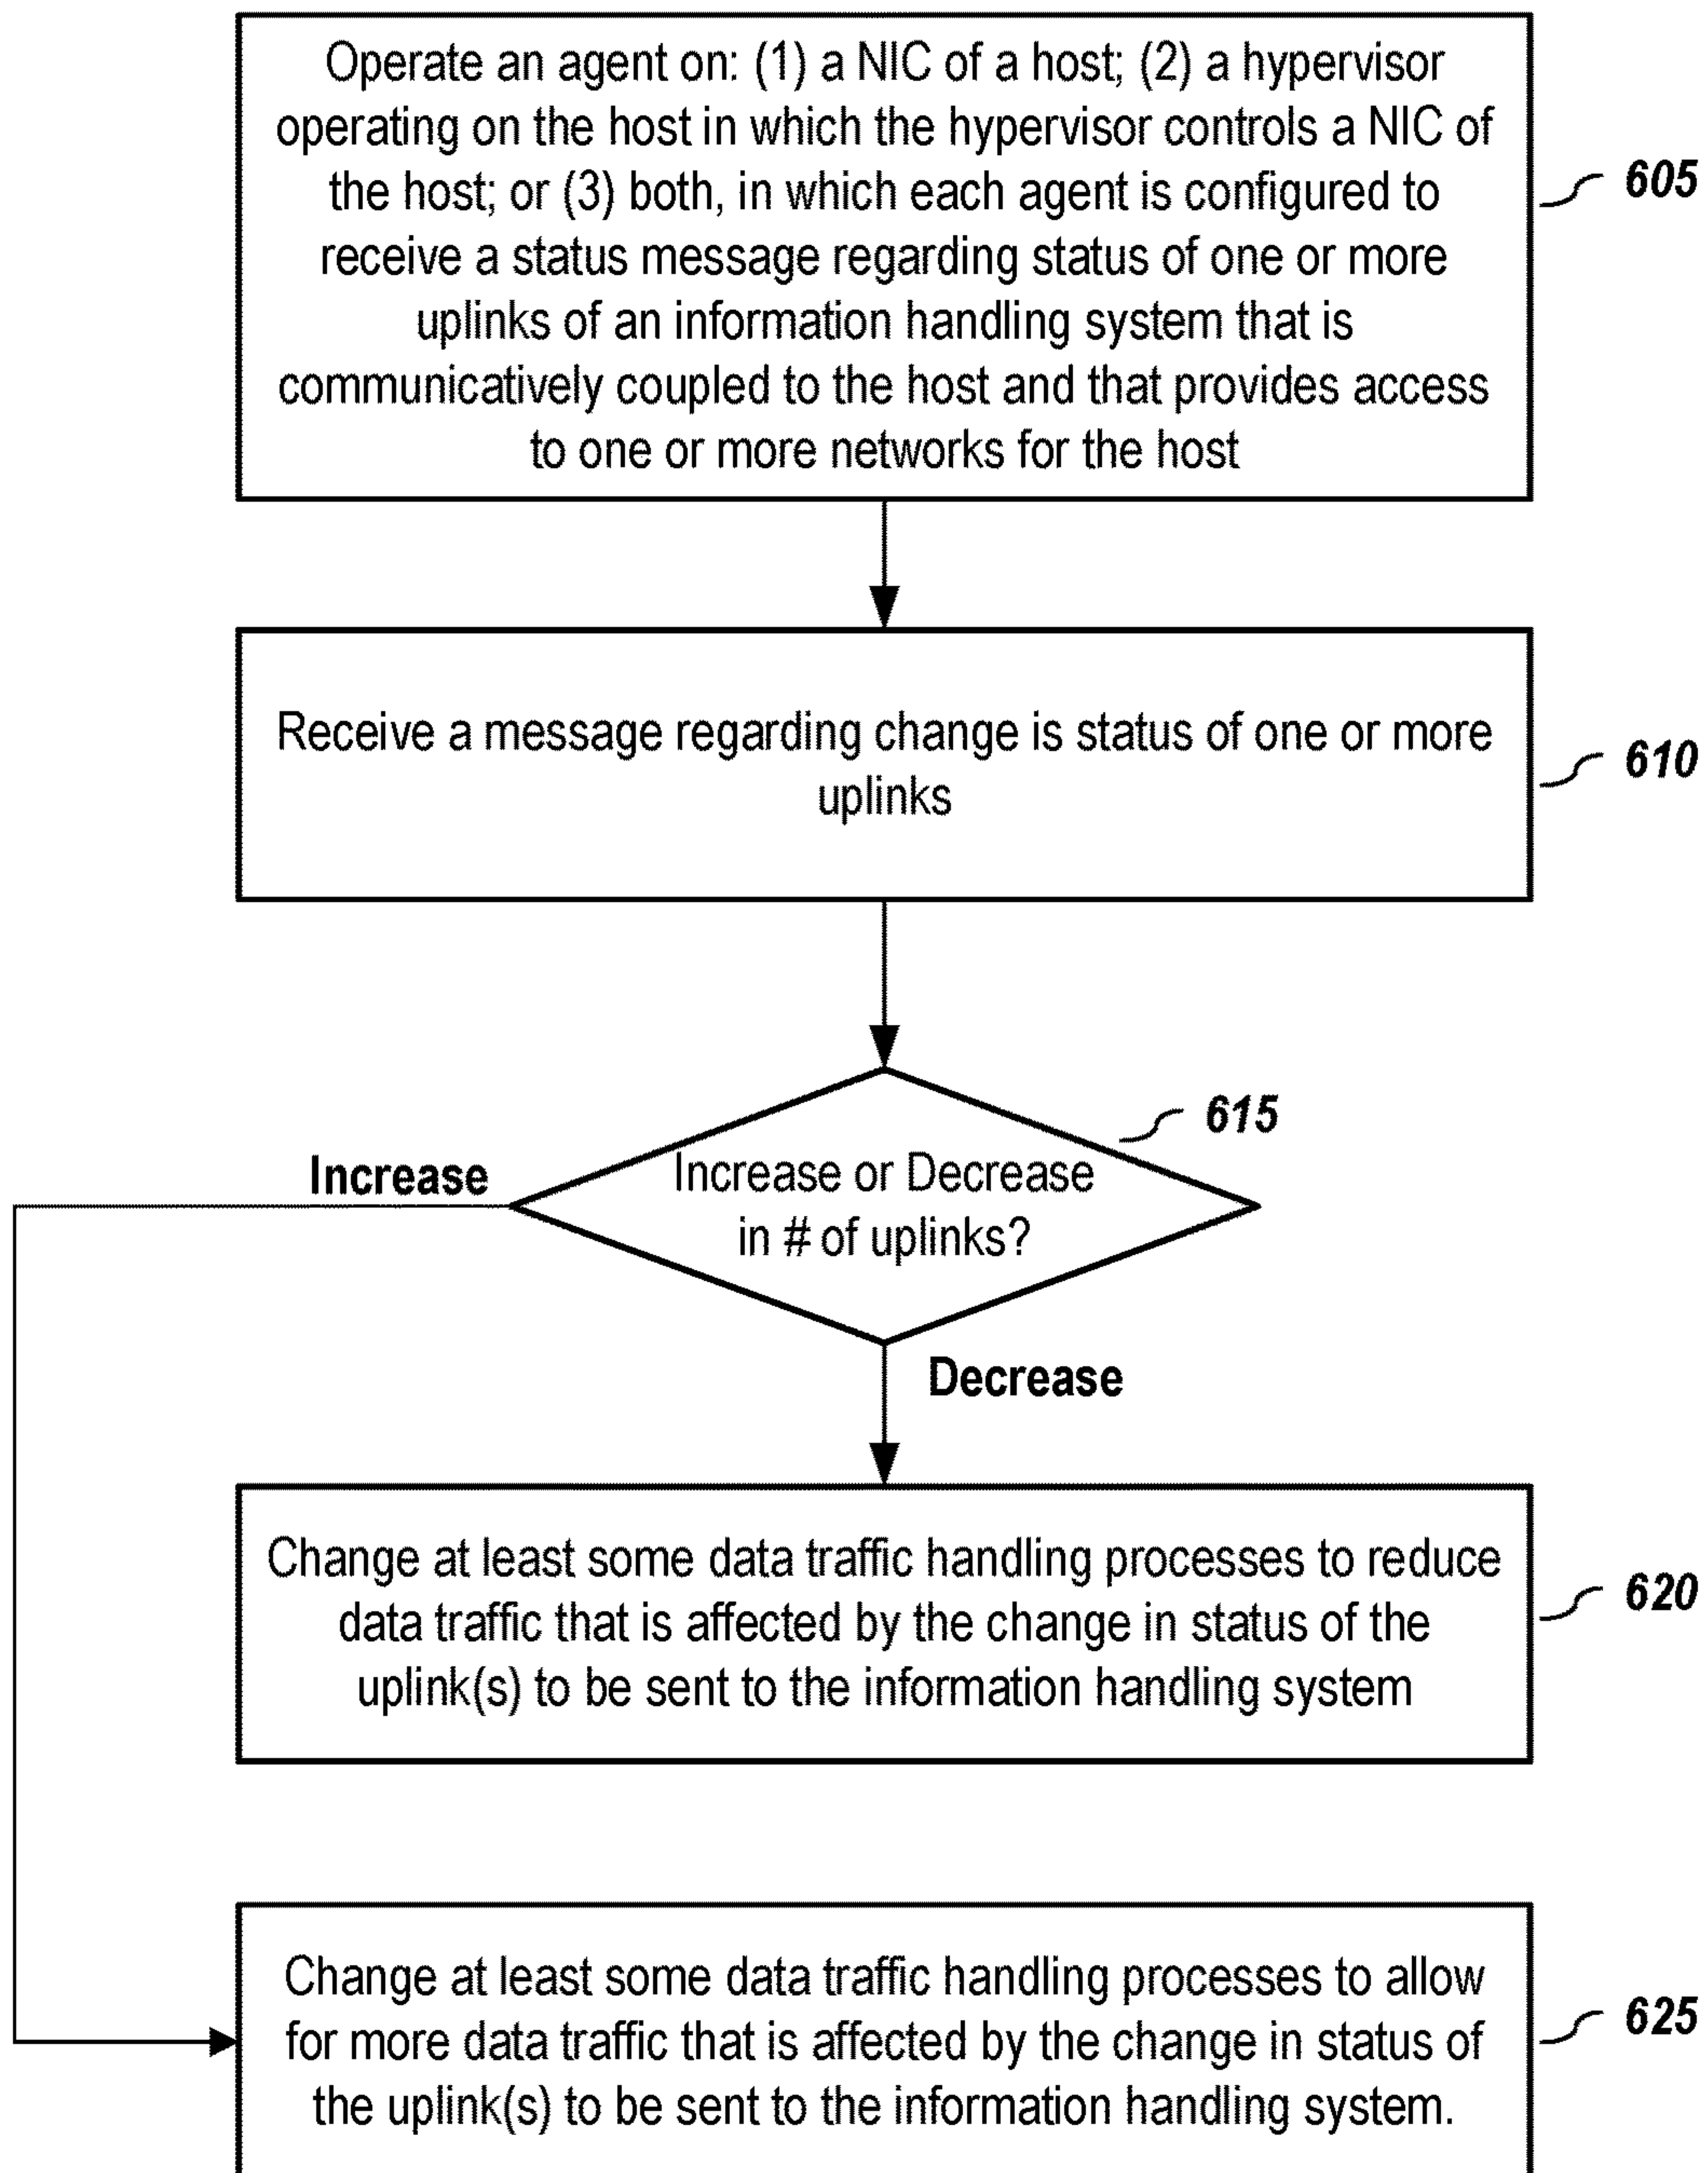 Operate an agent on: (1) a NIC of a host; (2) a hypervisor
operating on the host in which the hypervisor controls a NIC of
the host; or (3) both, in which each agent is configured to
receive a status message regarding status of one or more
uplinks of an information handling system that is
communicatively coupled to the host and that provides access
to one or more networks for the host
605
Receive a message regarding change is status of one or more
uplinks
610
615
Increase
Increase or Decrease
in # of uplinks?
Decrease
Change at least some data traffic handling processes to reduce
data traffic that is affected by the change in status of the
uplink(s) to be sent to the information handling system
620
Change at least some data traffic handling processes to allow
for more data traffic that is affected by the change in status of
the uplink(s) to be sent to the information handling system.
625